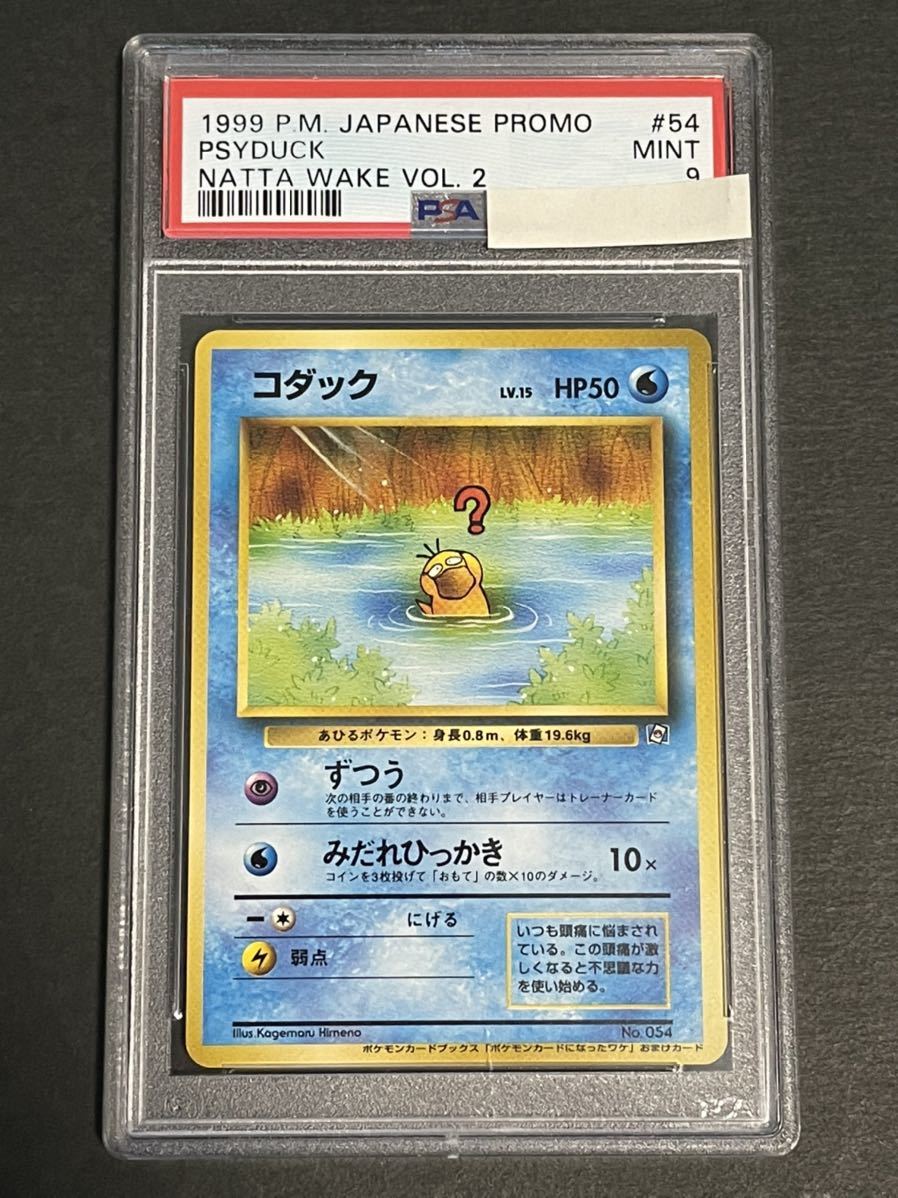 1999 P.M. JAPANESE PROMO #54
PSYDUCK MINT
NATTA WAKE VOL. 2 9
PSA
コダック LV.15 HP50
?
あひるポケモン：身長0.8m、体重19.6kg
ずつう
次の相手の番の終わりまで、相手プレイヤーはトレーナーカード
を使うことができない。
みだれひっかき 10×
コインを3枚投げて「おもて」の数×10のダメージ。
にげる
弱点
いつも頭痛に悩まされ
ている。この頭痛が激
しくなると不思議な力
を使い始める。
Illus.Kagemaru Himeno No. 054
ポケモンカードブックス「ポケモンカードになったワケ」おまけカード